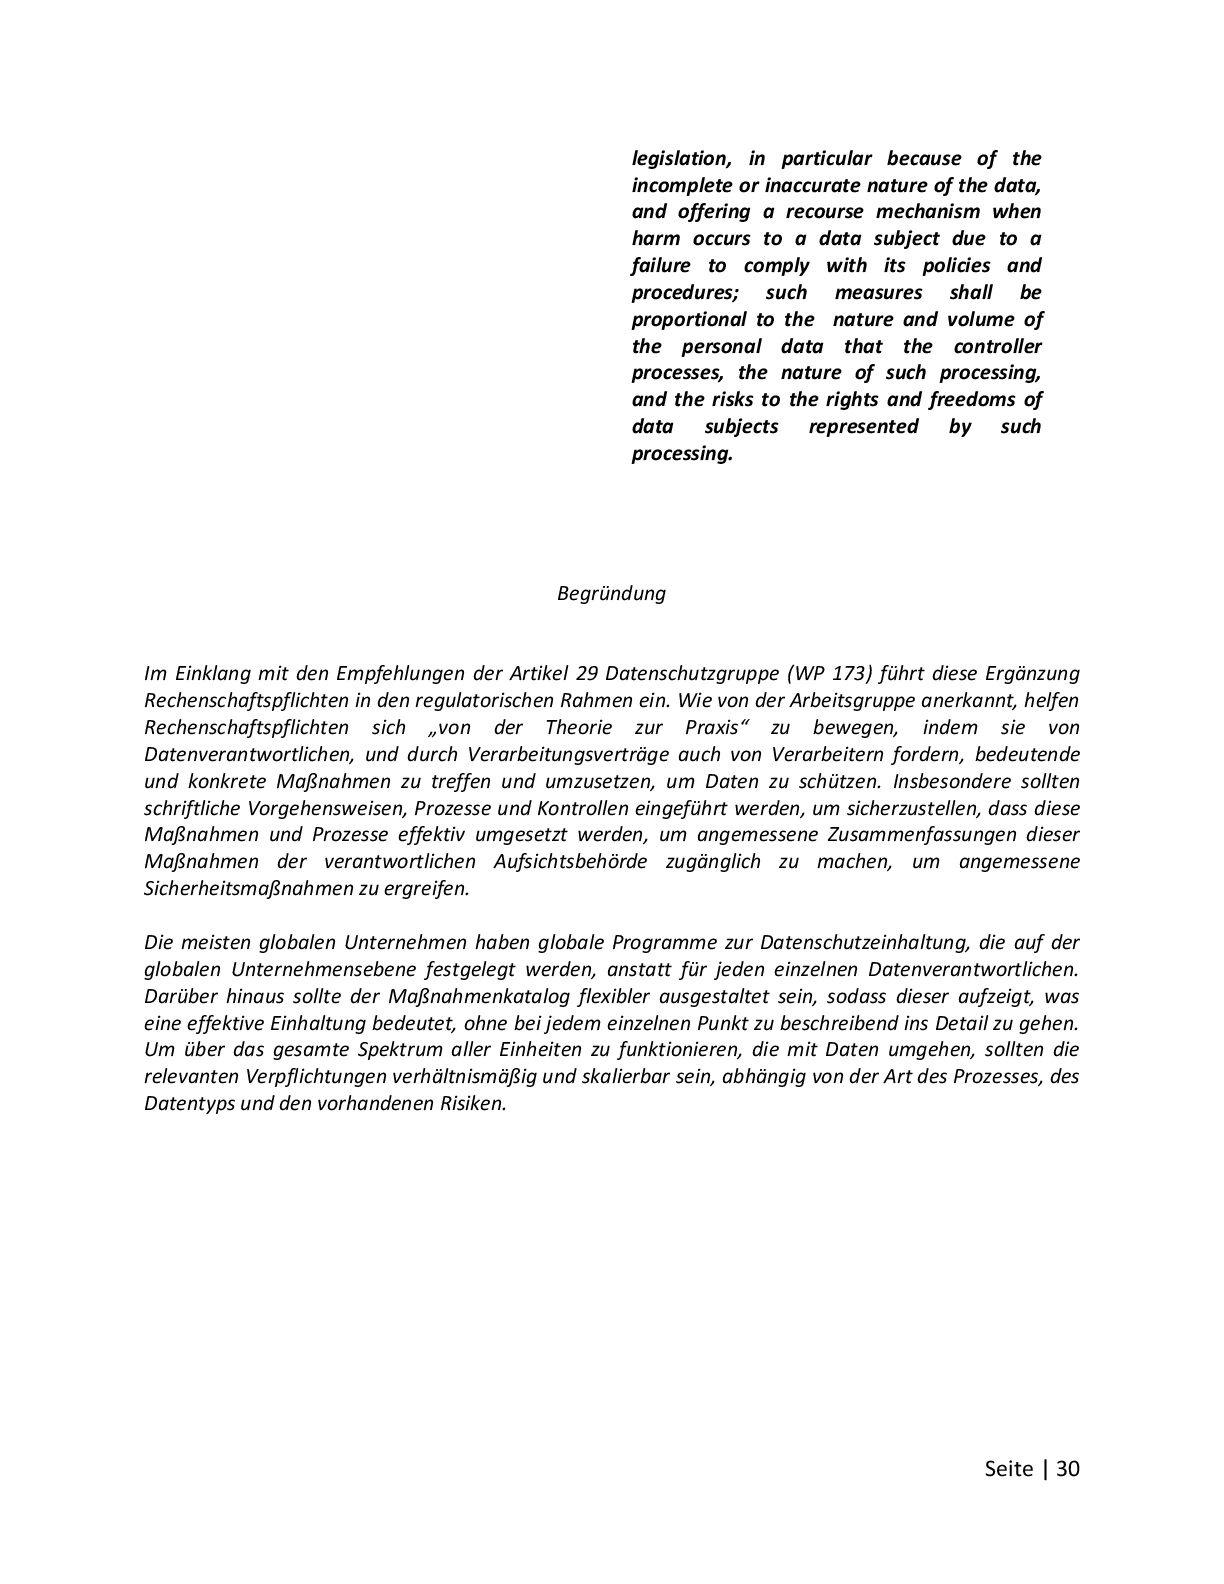 legislation, in particular because of the
incomplete or inaccurate nature of the data,
and offering a recourse mechanism when
harm occurs to a data subject due to a
failure to comply with its policies and
procedures; such measures shall be
proportional to the nature and volume of
the personal data that the controller
processes, the nature of such processing,
and the risks to the rights and freedoms of
data subjects represented by such
processing.
Begründung
Im Einklang mit den Empfehlungen der Artikel 29 Datenschutzgruppe (WP 173) führt diese Ergänzung
Rechenschaftspflichten in den regulatorischen Rahmen ein. Wie von der Arbeitsgruppe anerkannt, helfen
Rechenschaftspflichten sich „von der Theorie zur Praxis“ zu bewegen, indem sie von
Datenverantwortlichen, und durch Verarbeitungsverträge auch von Verarbeitern fordern, bedeutende
und konkrete Maßnahmen zu treffen und umzusetzen, um Daten zu schützen. Insbesondere sollten
schriftliche Vorgehensweisen, Prozesse und Kontrollen eingeführt werden, um sicherzustellen, dass diese
Maßnahmen und Prozesse effektiv umgesetzt werden, um angemessene Zusammenfassungen dieser
Maßnahmen der verantwortlichen Aufsichtsbehörde zugänglich zu machen, um angemessene
Sicherheitsmaßnahmen zu ergreifen.
Die meisten globalen Unternehmen haben globale Programme zur Datenschutzeinhaltung, die auf der
globalen Unternehmensebene festgelegt werden, anstatt für jeden einzelnen Datenverantwortlichen.
Darüber hinaus sollte der Maßnahmenkatalog flexibler ausgestaltet sein, sodass dieser aufzeigt, was
eine effektive Einhaltung bedeutet, ohne bei jedem einzelnen Punkt zu beschreibend ins Detail zu gehen.
Um über das gesamte Spektrum aller Einheiten zu funktionieren, die mit Daten umgehen, sollten die
relevanten Verpflichtungen verhältnismäßig und skalierbar sein, abhängig von der Art des Prozesses, des
Datentyps und den vorhandenen Risiken.
Seite | 30